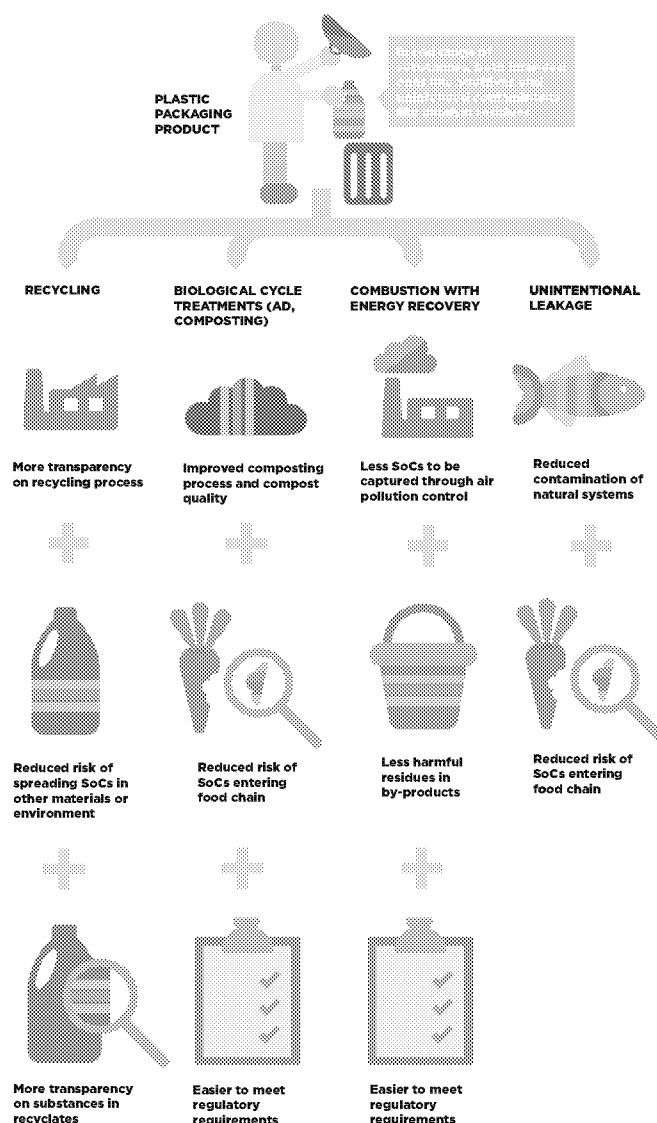 PLASTIC
PACKAGING
PRODUCT
RECYCLING
BIOLOGICAL CYCLE
TREATMENTS (AD,
COMPOSTING)
COMBUSTION WITH
ENERGY RECOVERY
UNINTENTIONAL
LEAKAGE
More transparency
on recycling process
Improved composting
process and compost
quality
Less SoCs to be
captured through air
pollution control
Reduced
contamination of
natural systems
Reduced risk of
spreading SoCs in
other materials or
environment
Reduced risk of
SoCs entering
food chain
Less harmful
residues in
by-products
Reduced risk of
SoCs entering
food chain
More transparency
on substances in
recyclates
Easier to meet
regulatory
requirements
Easier to meet
regulatory
requirements